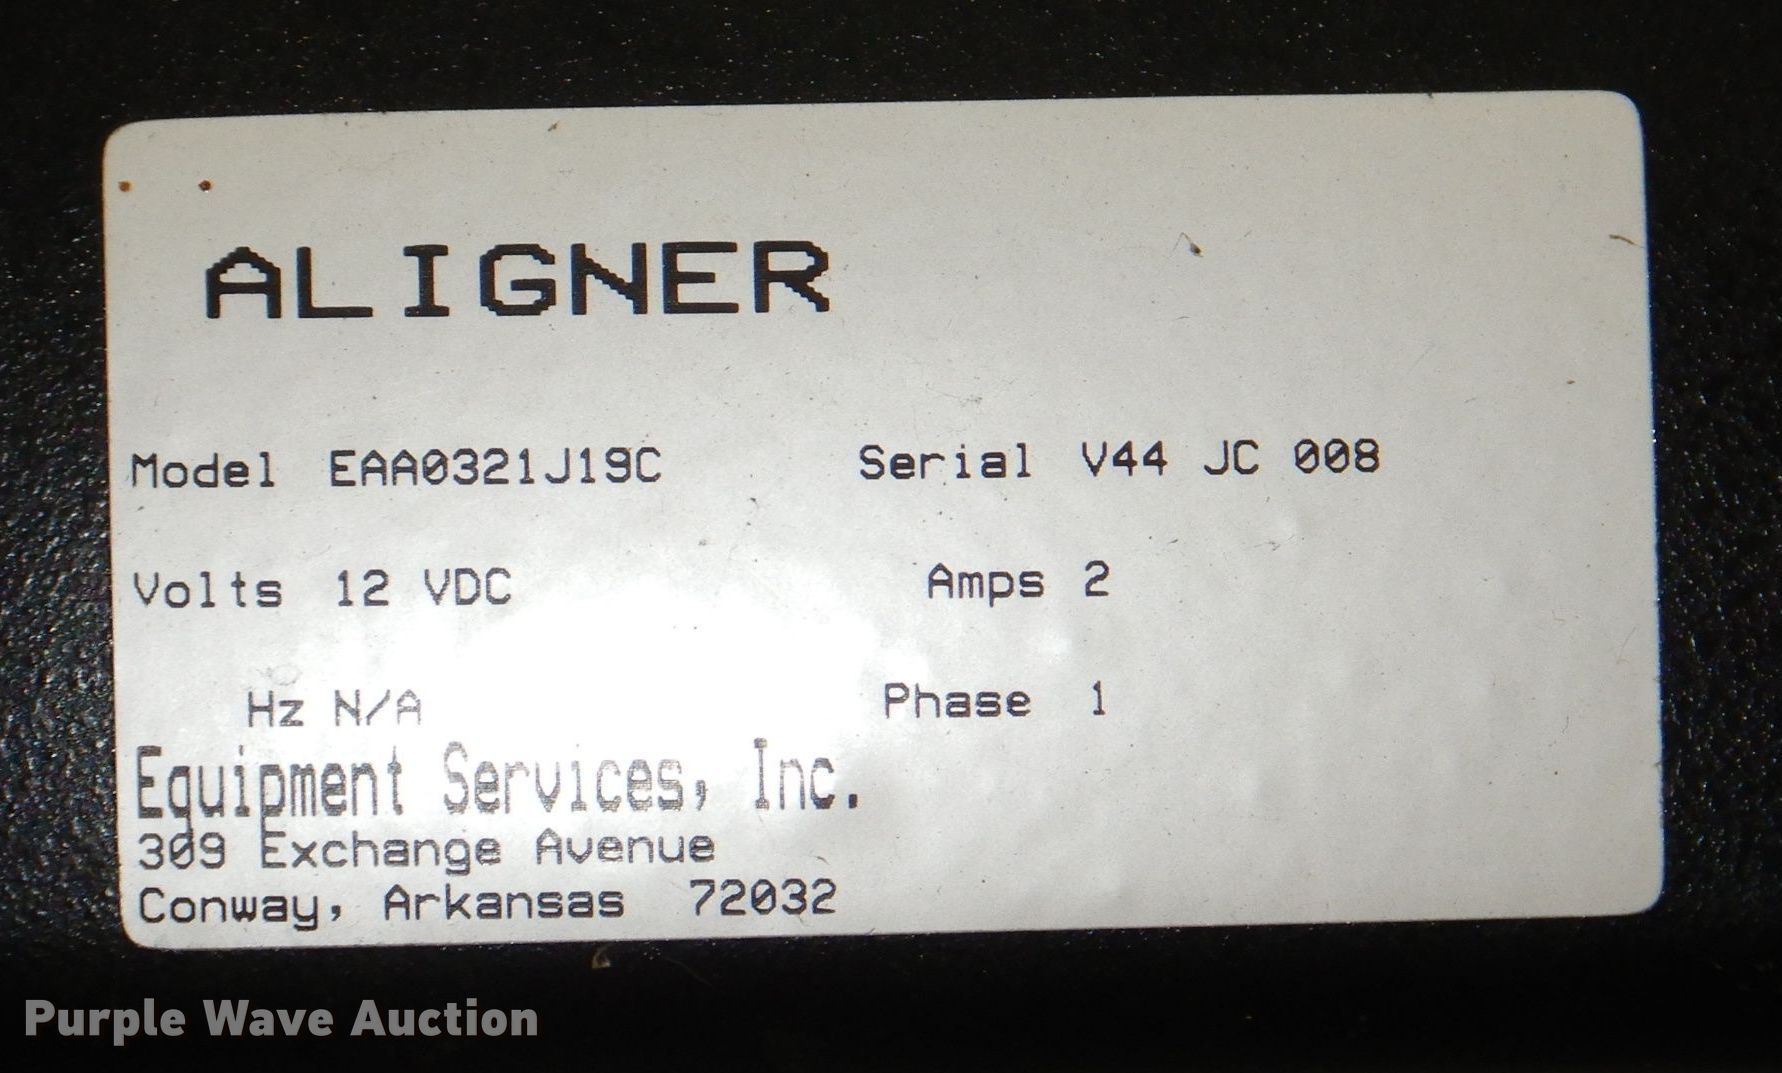 ALIGNER
Model EAA0321J19C Serial V44 JC 008
Volts 12 VDC Amps 2
Hz N/A Phase 1
Equipment Services, Inc.
309 Exchange Avenue
Conway, Arkansas 72032
Purple Wave Auction